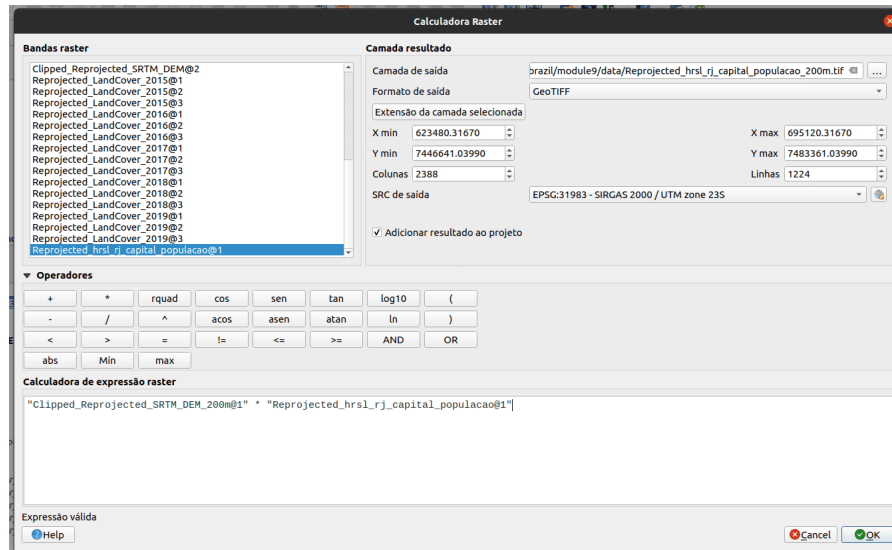 Calculadora Raster
Bandas raster
Clipped_Reprojected_SRTM_DEM@2
Reprojected_LandCover_2015@1
Reprojected_LandCover_2015@2
Reprojected_LandCover_2015@3
Reprojected_LandCover_2016@1
Reprojected_LandCover_2016@2
Reprojected_LandCover_2016@3
Reprojected_LandCover_2017@1
Reprojected_LandCover_2017@2
Reprojected_LandCover_2017@3
Reprojected_LandCover_2018@1
Reprojected_LandCover_2018@2
Reprojected_LandCover_2018@3
Reprojected_LandCover_2019@1
Reprojected_LandCover_2019@2
Reprojected_LandCover_2019@3
Reprojected_hrsl_rj_capital_populacao@1
Camada resultado
Camada de saída brazil/module9/data/Reprojected_hrsl_rj_capital_populacao_200m.tif ...
Formato de saída GeoTIFF
Extensão da camada selecionada
X min 623480.31670 X max 695120.31670
Y min 7446641.03990 Y max 7483361.03990
Colunas 2388 Linhas 1224
SRC de saída EPSG:31983 - SIRGAS 2000 / UTM zone 23S
Adicionar resultado ao projeto
Operadores
+ * rquad cos sen tan log10 (
- / ^ acos asen atan ln )
< > = != <= >= AND OR
abs Mín max
Calculadora de expressão raster
"Clipped_Reprojected_SRTM_DEM_200m@1" * "Reprojected_hrsl_rj_capital_populacao@1"
Expressão válida
Help Cancel OK